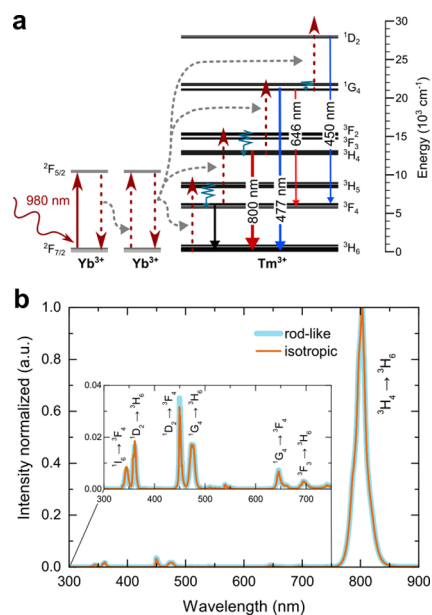 a
¹D₂
¹G₄
³F₂
³F₃
³H₄
³H₅
³F₄
³H₆
646 nm
450 nm
800 nm
477 nm
²F₅/₂
²F₇/₂
980 nm
Yb³⁺
Yb³⁺
Tm³⁺
30
25
20
15
10
5
0
Energy (10³ cm⁻¹)
b
Intensity normalized (a.u.)
1.0
0.8
0.6
0.4
0.2
0.0
rod-like
isotropic
³H₄→³H₆
0.04
0.02
0.00
¹I₆→³F₄
¹D₂→³H₆
¹D₂→³F₄
¹G₄→³H₆
¹G₄→³F₄
³F₃→³H₆
300
400
500
600
700
300
400
500
600
700
800
900
Wavelength (nm)